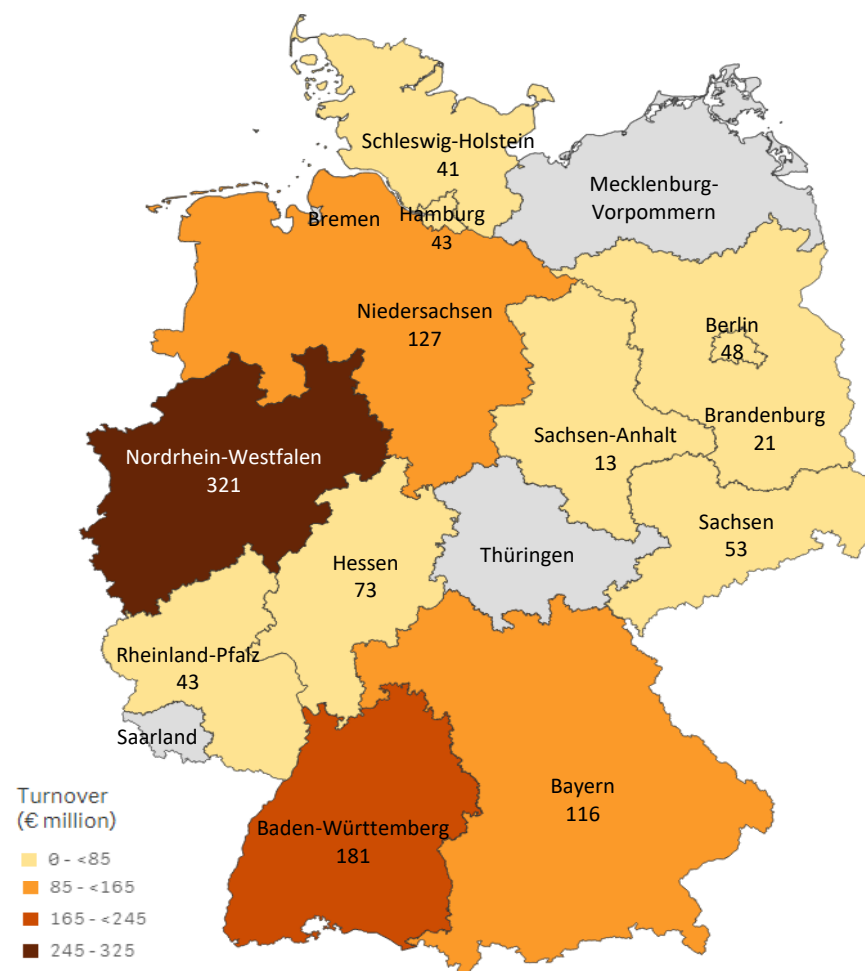 Schleswig-Holstein
41
Mecklenburg-
Vorpommern
Bremen
Hamburg
43
Niedersachsen
127
Berlin
48
Brandenburg
21
Sachsen-Anhalt
13
Nordrhein-Westfalen
321
Sachsen
53
Hessen
73
Thüringen
Rheinland-Pfalz
43
Saarland
Bayern
116
Baden-Württemberg
181
Turnover
(€ million)
0 - <85
85 - <165
165 - <245
245 - 325